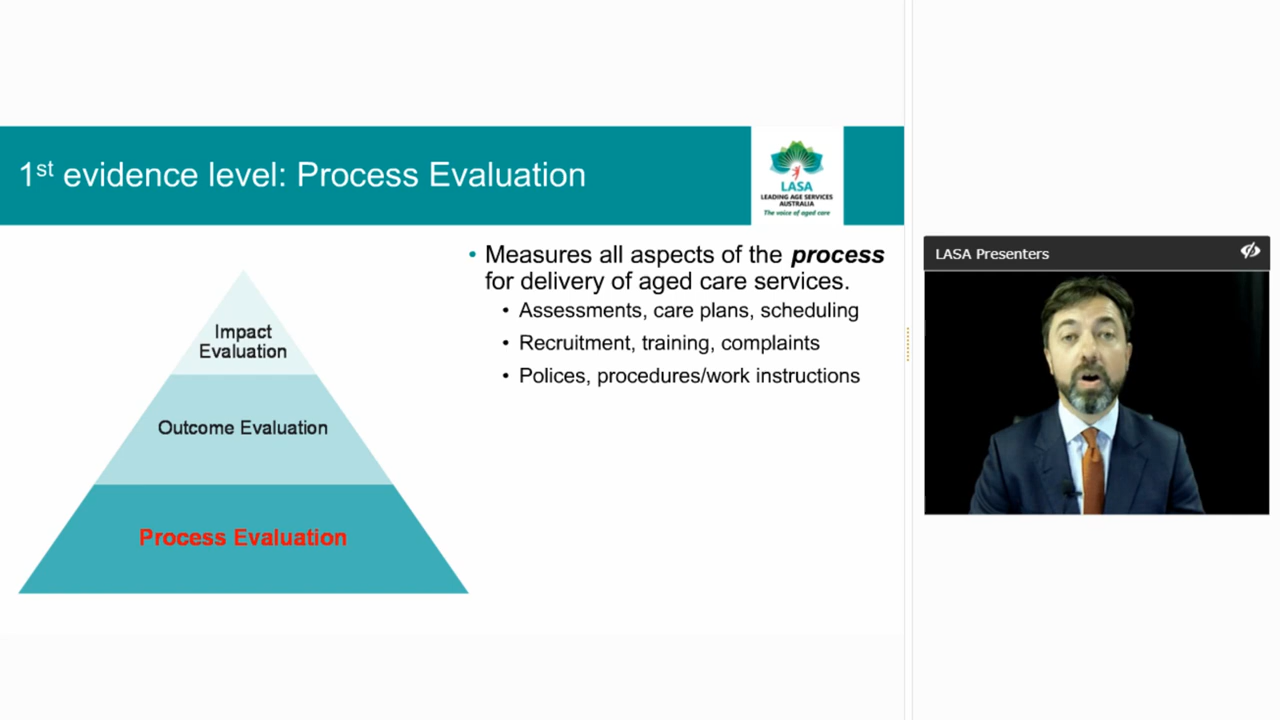 1st evidence level: Process Evaluation
LASA
LEADING AGE SERVICES
AUSTRALIA
The voice of aged care
Impact
Evaluation
Outcome Evaluation
Process Evaluation
• Measures all aspects of the process
for delivery of aged care services.
• Assessments, care plans, scheduling
• Recruitment, training, complaints
• Polices, procedures/work instructions
LASA Presenters